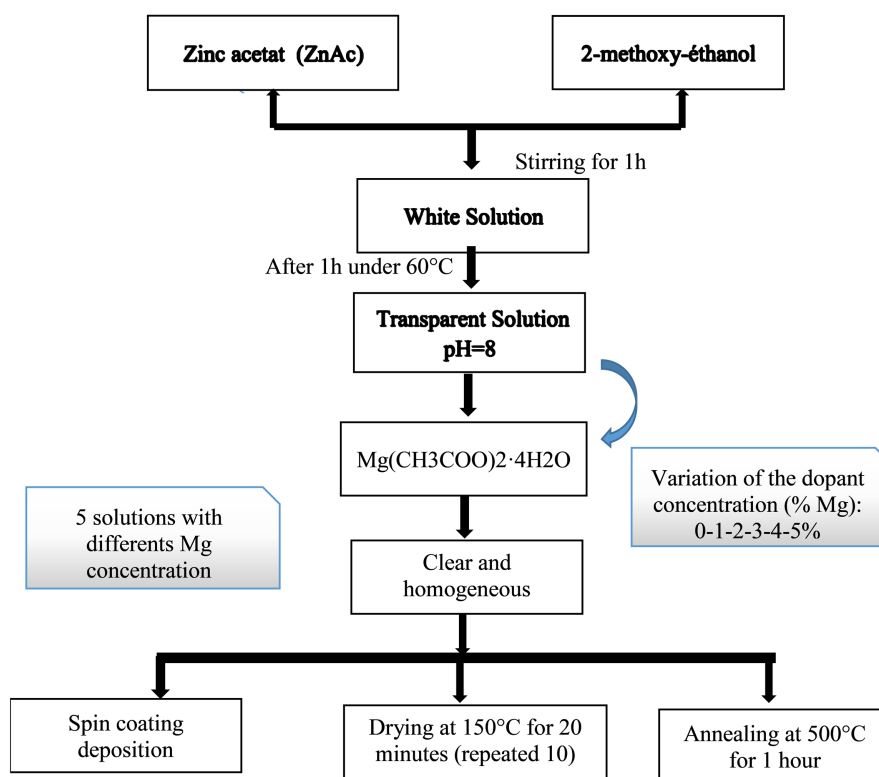 Zinc acetat (ZnAc)
2-methoxy-éthanol
Stirring for 1h
White Solution
After 1h under 60°C
Transparent Solution
pH=8
Mg(CH3COO)2·4H2O
Variation of the dopant
concentration (% Mg):
0-1-2-3-4-5%
5 solutions with
differents Mg
concentration
Clear and
homogeneous
Spin coating
deposition
Drying at 150°C for 20
minutes (repeated 10)
Annealing at 500°C
for 1 hour